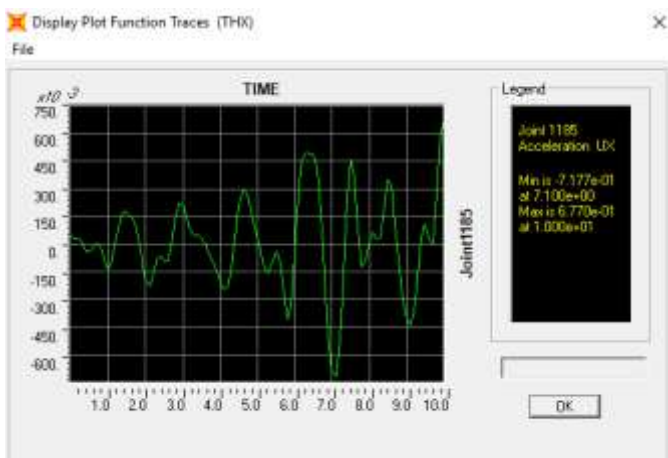 Display Plot Function Traces (THX)
File
TIME
x10 -3
750.
600.
450.
300.
150.
0.
-150.
-300.
-450.
-600.
1.0 2.0 3.0 4.0 5.0 6.0 7.0 8.0 9.0 10.0
Joint1185
Legend
Joint 1185
Acceleration UX
Min is -7.177e-01
at 7.100e+00
Max is 6.770e-01
at 1.000e+01
OK